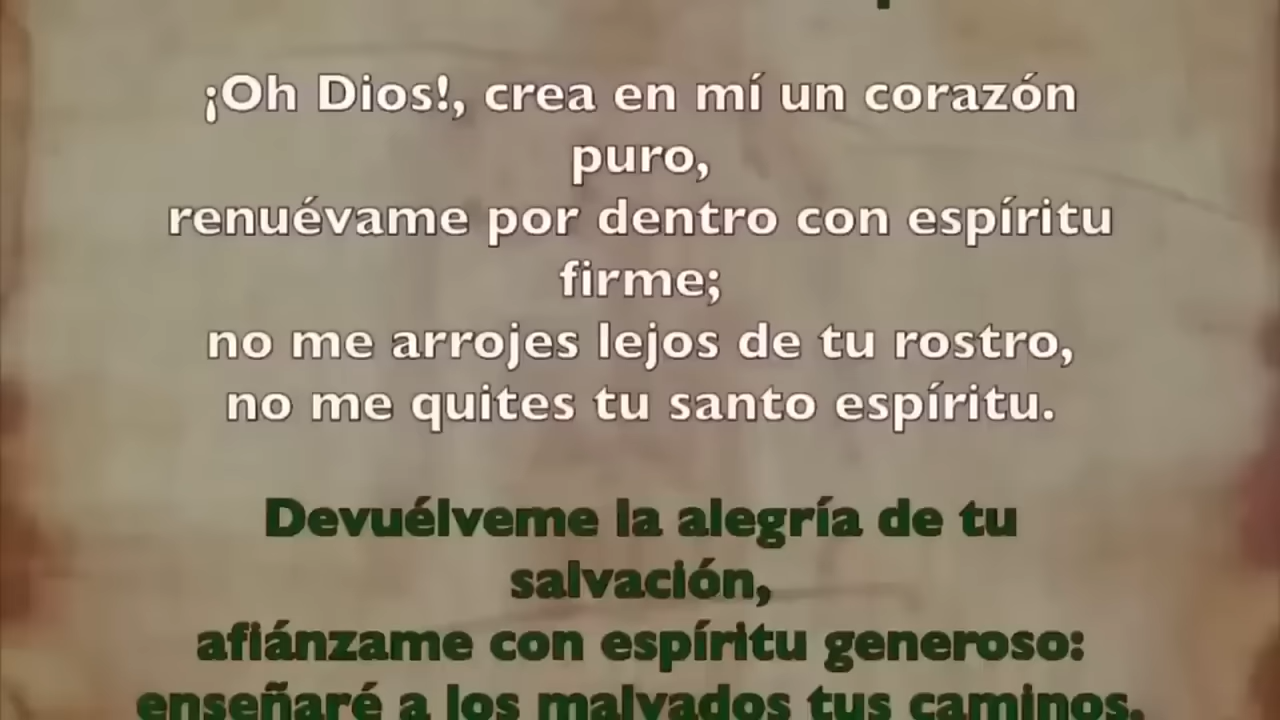 ¡Oh Dios!, crea en mí un corazón
puro,
renuévame por dentro con espíritu
firme;
no me arrojes lejos de tu rostro,
no me quites tu santo espíritu.
Devuélveme la alegría de tu
salvación,
afiánzame con espíritu generoso:
enseñaré a los malvados tus caminos,